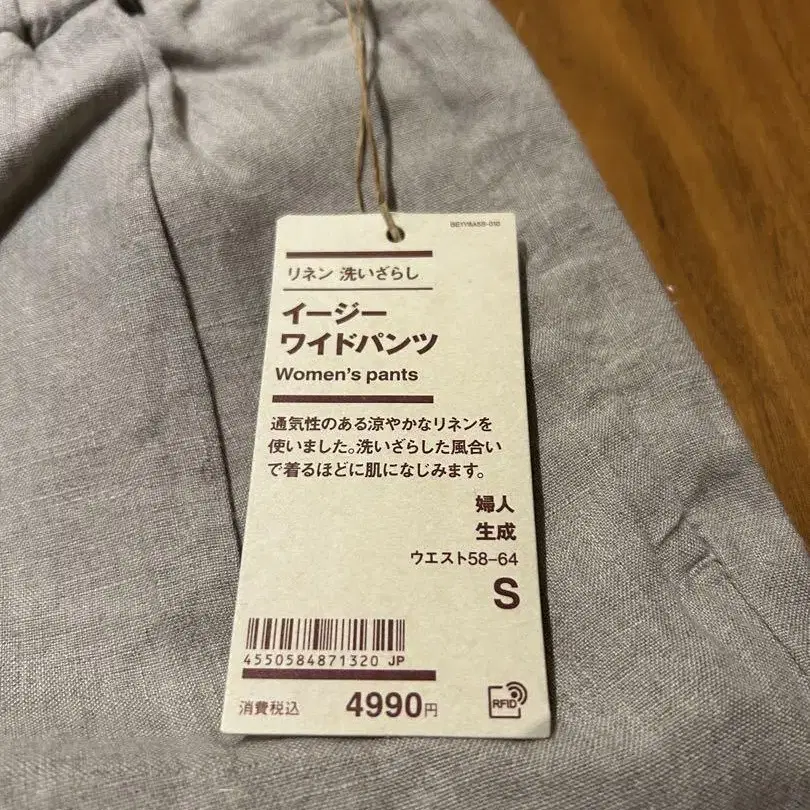 リネン 洗いざらし
イージー
ワイドパンツ
Women's pants
通気性のある涼やかなリネンを
使いました。洗いざらした風合い
で着るほどに肌になじみます。
婦人
生成
ウエスト58-64
S
4550584871320 JP
消費税込 4990円
RFID